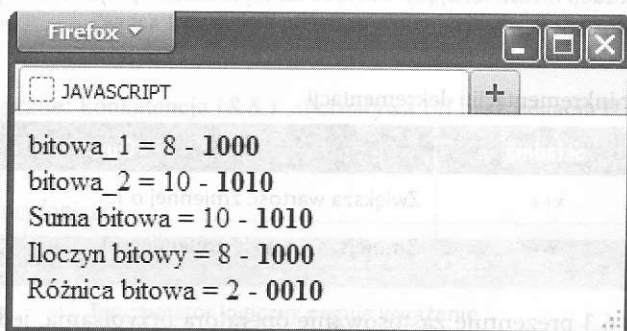 Firefox
JAVASCRIPT
bitowa_1 = 8 - 1000
bitowa_2 = 10 - 1010
Suma bitowa = 10 - 1010
Iloczyn bitowy = 8 - 1000
Różnica bitowa = 2 - 0010